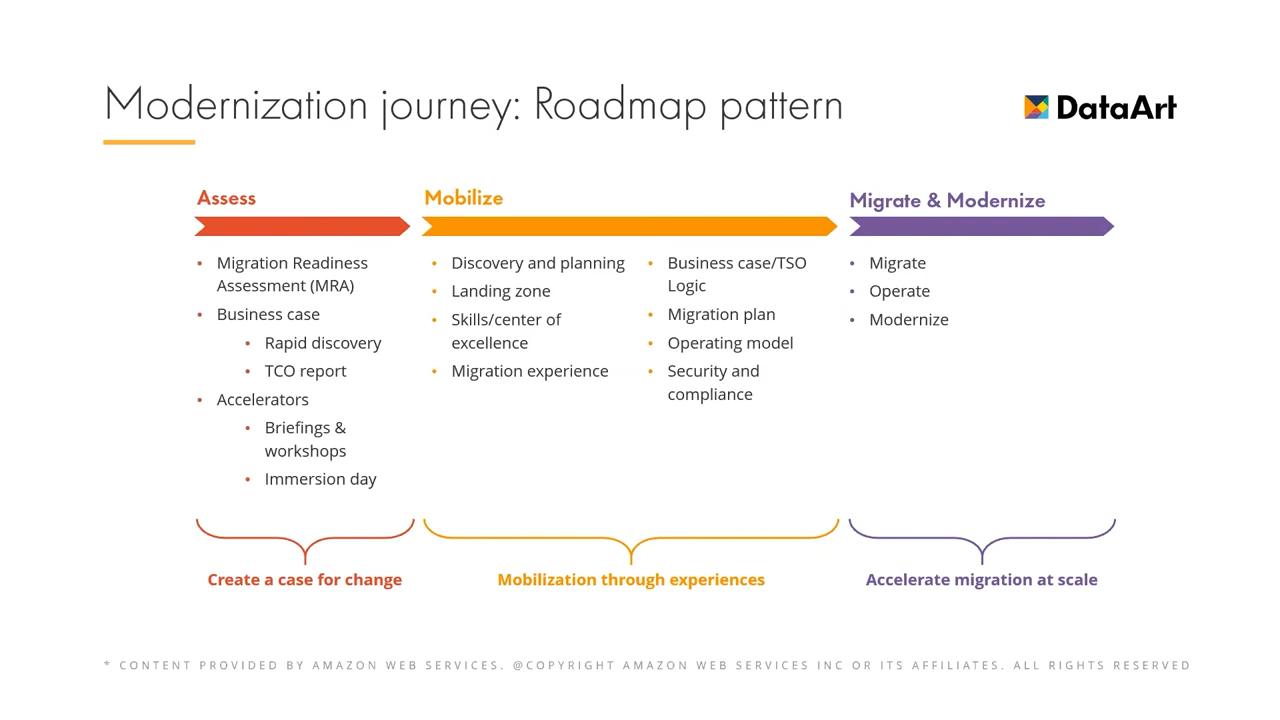 Modernization journey: Roadmap pattern
DataArt
Assess
• Migration Readiness
Assessment (MRA)
• Business case
• Rapid discovery
• TCO report
• Accelerators
• Briefings &
workshops
• Immersion day
Create a case for change
Mobilize
• Discovery and planning
• Landing zone
• Skills/center of
excellence
• Migration experience
• Business case/TSO
Logic
• Migration plan
• Operating model
• Security and
compliance
Mobilization through experiences
Migrate & Modernize
• Migrate
• Operate
• Modernize
Accelerate migration at scale
* CONTENT PROVIDED BY AMAZON WEB SERVICES. @COPYRIGHT AMAZON WEB SERVICES INC OR ITS AFFILIATES. ALL RIGHTS RESERVED